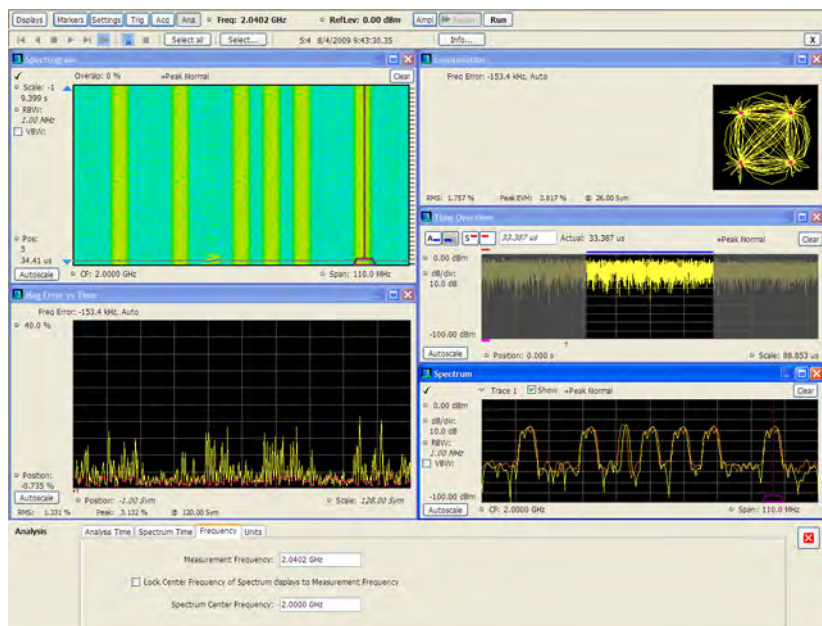 Displays Markers Settings Trig Acq Ana Freq: 2.0402 GHz RefLev: 0.00 dBm Ampl Replay Run
Select all Select... S:4 8/4/2009 9:43:30.35 Info... X
Spectrogram
Overlap: 0 % +Peak Normal Clear
Scale: -1
9.399 s
RBW:
1.00 MHz
VBW:
Pos:
5
34.41 us
Autoscale CF: 2.0000 GHz Span: 110.0 MHz
Constellation
Freq Error: -153.4 kHz, Auto
RMS: 1.757 % Peak EVM: 3.817 % @ 26.00 Sym
Time Overview
33.387 us Actual: 33.387 us +Peak Normal Clear
0.00 dBm
dB/div:
10.0 dB
-100.00 dBm
Autoscale Position: 0.000 s Scale: 88.853 us
Mag Error vs Time
Freq Error: -153.4 kHz, Auto
40.0 %
Position:
-0.735 %
Autoscale Position: -1.00 Sym Scale: 128.00 Sym
RMS: 1.331 % Peak: 3.132 % @ 120.00 Sym
Spectrum
Trace 1 Show +Peak Normal Clear
0.00 dBm
dB/div:
10.0 dB
RBW:
1.00 MHz
VBW:
-100.00 dBm
Autoscale CF: 2.0000 GHz Span: 110.0 MHz
Analysis
Analysis Time Spectrum Time Frequency Units
Measurement Frequency: 2.0402 GHz
Lock Center Frequency of Spectrum displays to Measurement Frequency
Spectrum Center Frequency: 2.0000 GHz